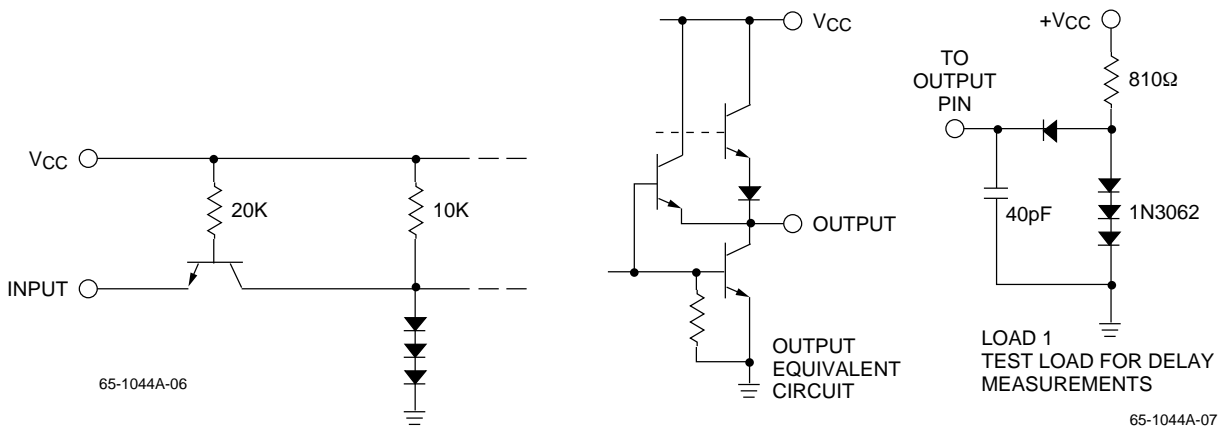 VCC
20K
10K
INPUT
65-1044A-06
VCC
OUTPUT
OUTPUT
EQUIVALENT
CIRCUIT
+VCC
TO
OUTPUT
PIN
810Ω
40pF
1N3062
LOAD 1
TEST LOAD FOR DELAY
MEASUREMENTS
65-1044A-07